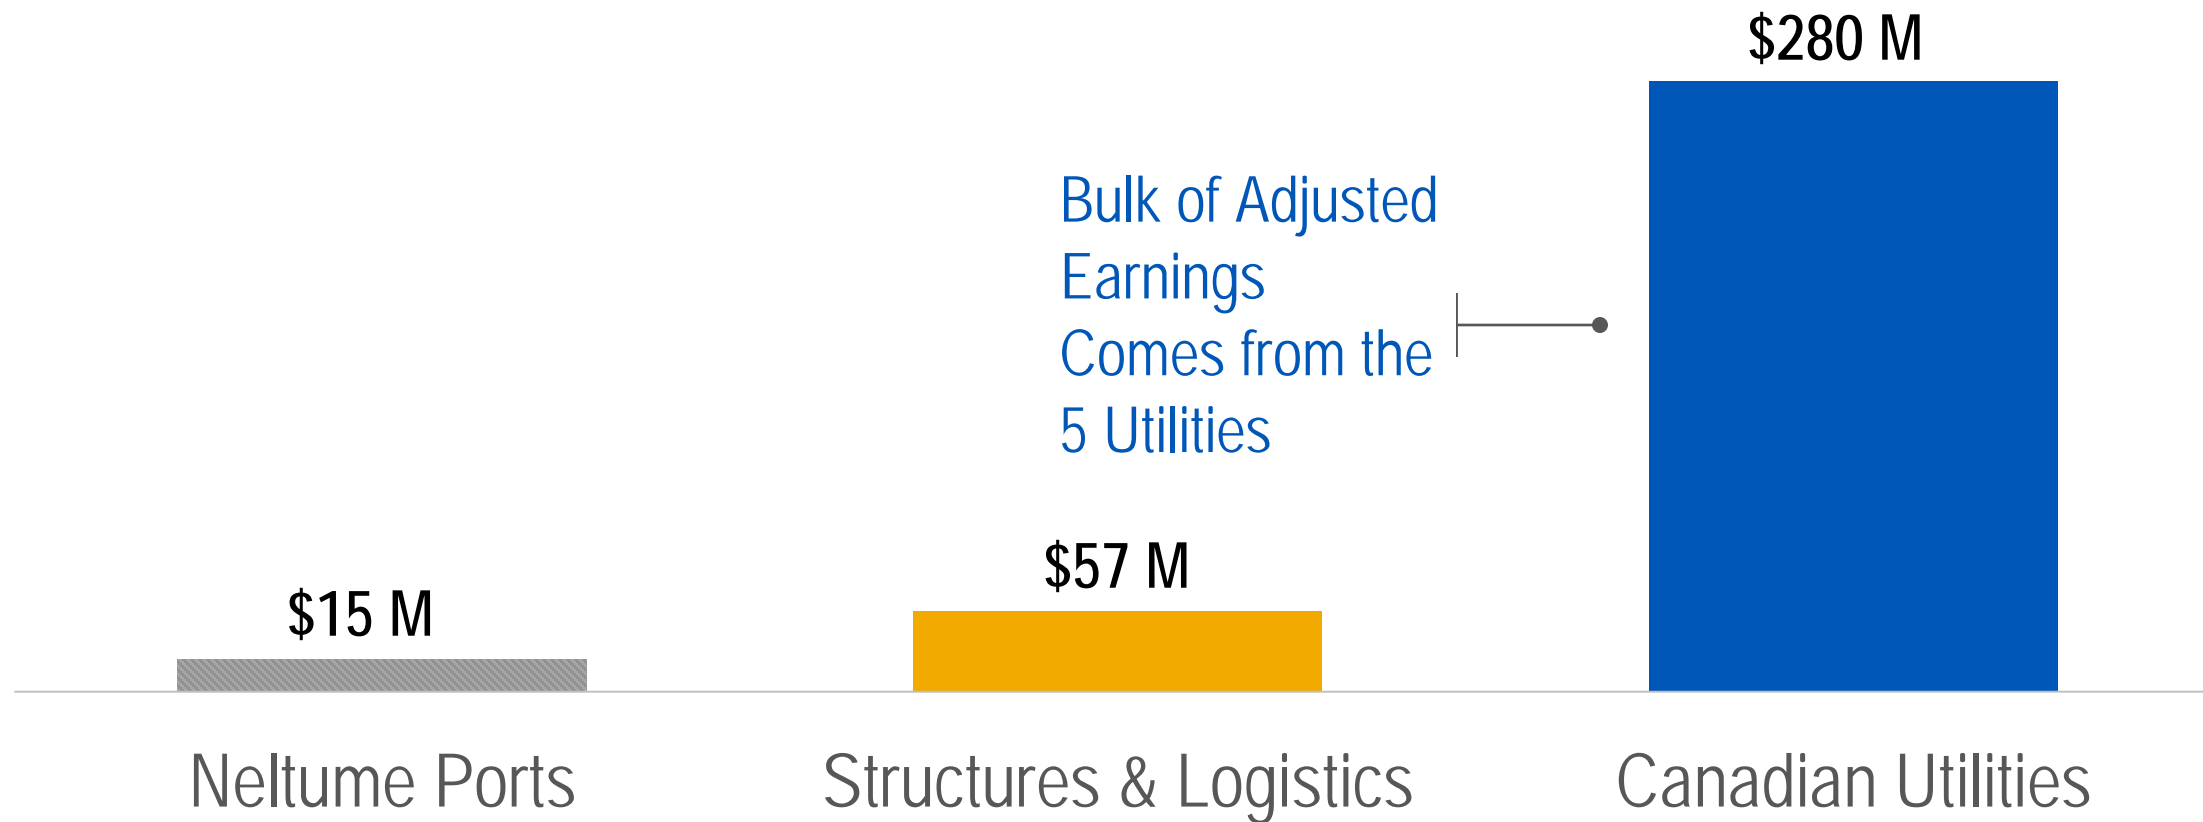 $280 M
Bulk of Adjusted
Earnings
Comes from the
5 Utilities
$57 M
$15 M
Neltume Ports
Structures & Logistics
Canadian Utilities